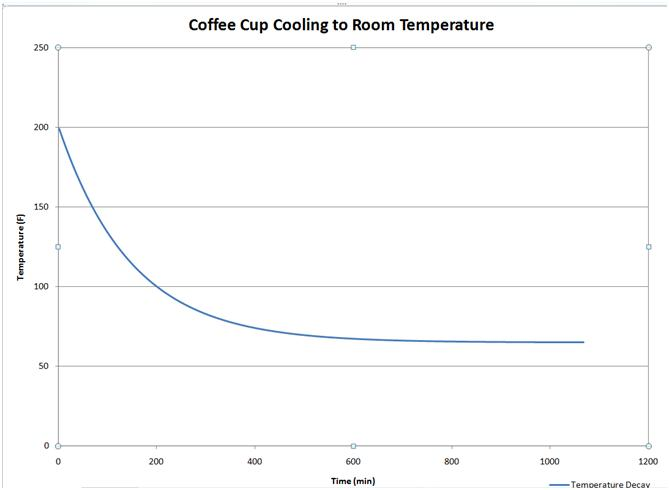 Coffee Cup Cooling to Room Temperature
250
200
150
100
50
0
Temperature (F)
0 200 400 600 800 1000 1200
Time (min)
Temperature Decay